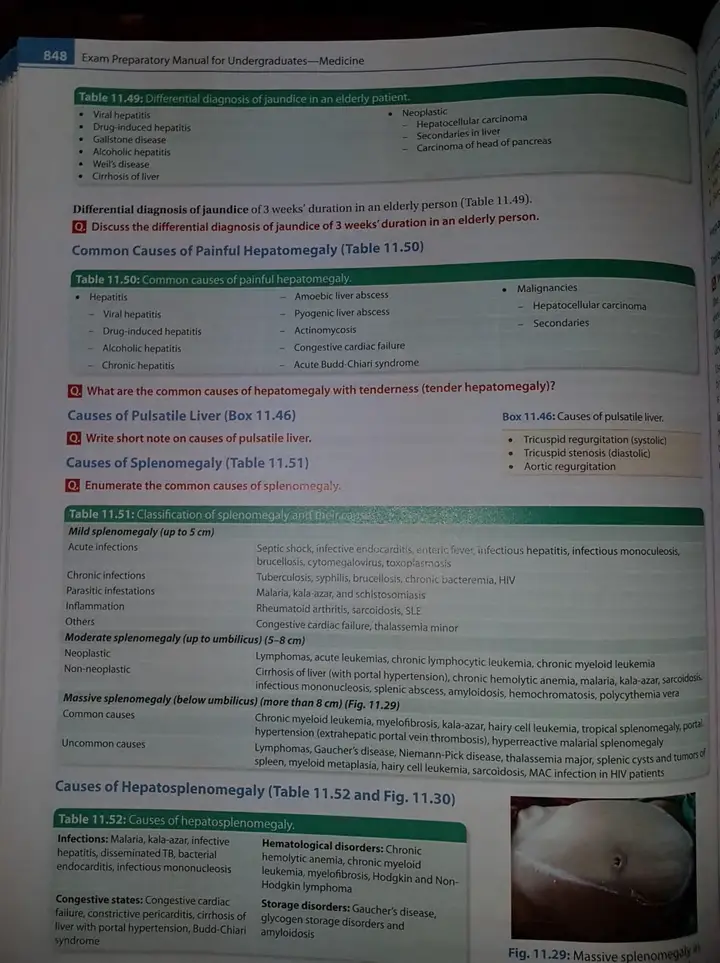 848 Exam Preparatory Manual for Undergraduates—Medicine
Table 11.49: Differential diagnosis of jaundice in an elderly patient.
• Viral hepatitis
• Drug-induced hepatitis
• Gallstone disease
• Alcoholic hepatitis
• Weil's disease
• Cirrhosis of liver
• Neoplastic
– Hepatocellular carcinoma
– Secondaries in liver
– Carcinoma of head of pancreas
Differential diagnosis of jaundice of 3 weeks' duration in an elderly person (Table 11.49).
Q. Discuss the differential diagnosis of jaundice of 3 weeks' duration in an elderly person.
Common Causes of Painful Hepatomegaly (Table 11.50)
Table 11.50: Common causes of painful hepatomegaly.
• Hepatitis
– Viral hepatitis
– Drug-induced hepatitis
– Alcoholic hepatitis
– Chronic hepatitis
– Amoebic liver abscess
– Pyogenic liver abscess
– Actinomycosis
– Congestive cardiac failure
– Acute Budd-Chiari syndrome
• Malignancies
– Hepatocellular carcinoma
– Secondaries
Q. What are the common causes of hepatomegaly with tenderness (tender hepatomegaly)?
Causes of Pulsatile Liver (Box 11.46)
Q. Write short note on causes of pulsatile liver.
Box 11.46: Causes of pulsatile liver.
• Tricuspid regurgitation (systolic)
• Tricuspid stenosis (diastolic)
• Aortic regurgitation
Causes of Splenomegaly (Table 11.51)
Q. Enumerate the common causes of splenomegaly.
Table 11.51: Classification of splenomegaly and their causes.
Mild splenomegaly (up to 5 cm)
Acute infections Septic shock, infective endocarditis, enteric fever, infectious hepatitis, infectious monoculeosis,
brucellosis, cytomegalovirus, toxoplasmosis
Chronic infections Tuberculosis, syphilis, brucellosis, chronic bacteremia, HIV
Parasitic infestations Malaria, kala-azar, and schistosomiasis
Inflammation Rheumatoid arthritis, sarcoidosis, SLE
Others Congestive cardiac failure, thalassemia minor
Moderate splenomegaly (up to umbilicus) (5–8 cm)
Neoplastic Lymphomas, acute leukemias, chronic lymphocytic leukemia, chronic myeloid leukemia
Non-neoplastic Cirrhosis of liver (with portal hypertension), chronic hemolytic anemia, malaria, kala-azar, sarcoidosis,
infectious mononucleosis, splenic abscess, amyloidosis, hemochromatosis, polycythemia vera
Massive splenomegaly (below umbilicus) (more than 8 cm) (Fig. 11.29)
Common causes Chronic myeloid leukemia, myelofibrosis, kala-azar, hairy cell leukemia, tropical splenomegaly, portal
hypertension (extrahepatic portal vein thrombosis), hyperreactive malarial splenomegaly
Uncommon causes Lymphomas, Gaucher's disease, Niemann-Pick disease, thalassemia major, splenic cysts and tumors of
spleen, myeloid metaplasia, hairy cell leukemia, sarcoidosis, MAC infection in HIV patients
Causes of Hepatosplenomegaly (Table 11.52 and Fig. 11.30)
Table 11.52: Causes of hepatosplenomegaly.
Infections: Malaria, kala-azar, infective
hepatitis, disseminated TB, bacterial
endocarditis, infectious mononucleosis
Congestive states: Congestive cardiac
failure, constrictive pericarditis, cirrhosis of
liver with portal hypertension, Budd-Chiari
syndrome
Hematological disorders: Chronic
hemolytic anemia, chronic myeloid
leukemia, myelofibrosis, Hodgkin and Non-
Hodgkin lymphoma
Storage disorders: Gaucher's disease,
glycogen storage disorders and
amyloidosis
Fig. 11.29: Massive splenomegaly